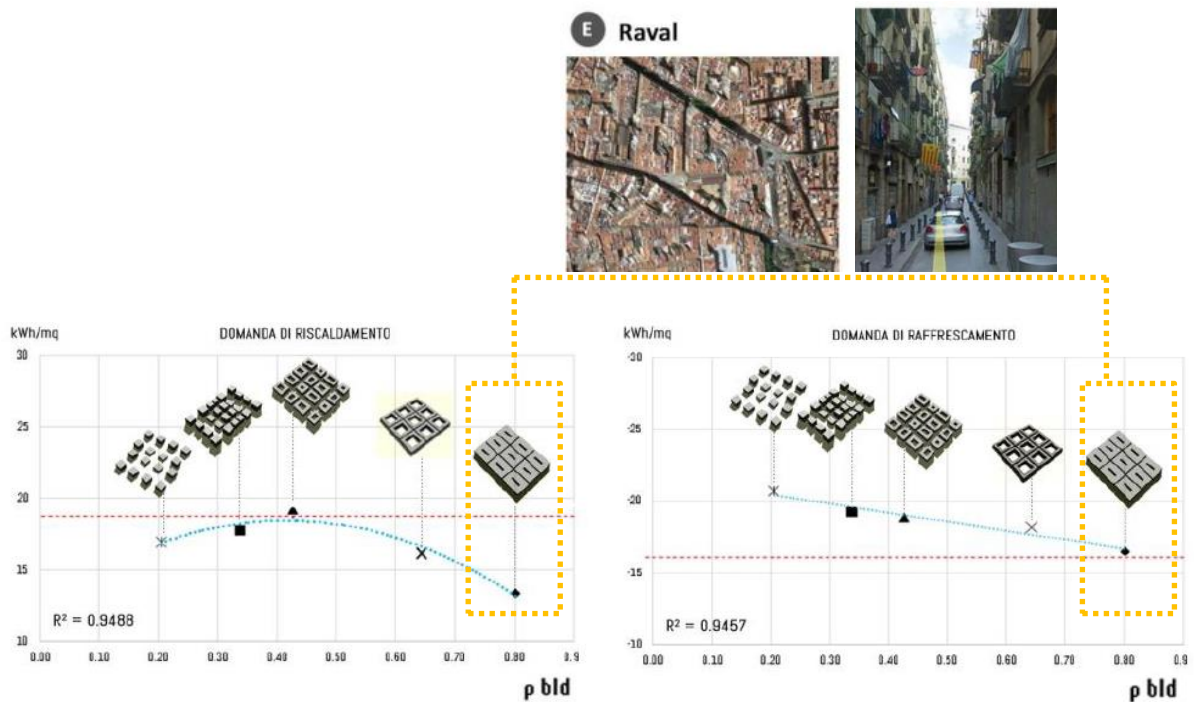 E Raval
kWh/mq
DOMANDA DI RISCALDAMENTO
30
25
20
15
10
R² = 0.9488
0.00 0.10 0.20 0.30 0.40 0.50 0.60 0.70 0.80 0.9
ρ bld
kWh/mq
DOMANDA DI RAFFRESCAMENTO
-30
-25
-20
-15
-10
R² = 0.9457
0.00 0.10 0.20 0.30 0.40 0.50 0.60 0.70 0.80 0.9
ρ bld